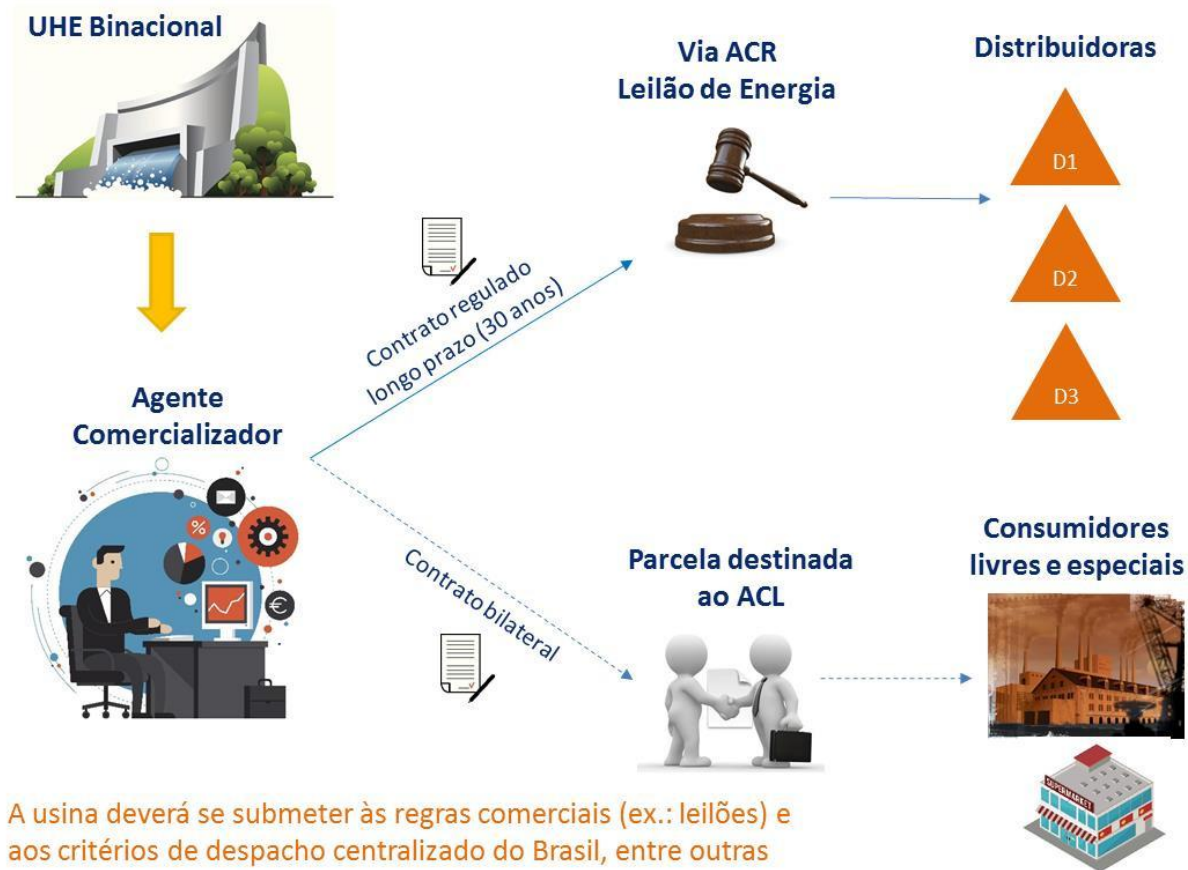 UHE Binacional
Via ACR
Leilão de Energia
Distribuidoras
D1
D2
D3
Contrato regulado
longo prazo (30 anos)
Agente
Comercializador
%
€
Contrato bilateral
Parcela destinada
ao ACL
Consumidores
livres e especiais
SUPERMARKET
A usina deverá se submeter às regras comerciais (ex.: leilões) e
aos critérios de despacho centralizado do Brasil, entre outras